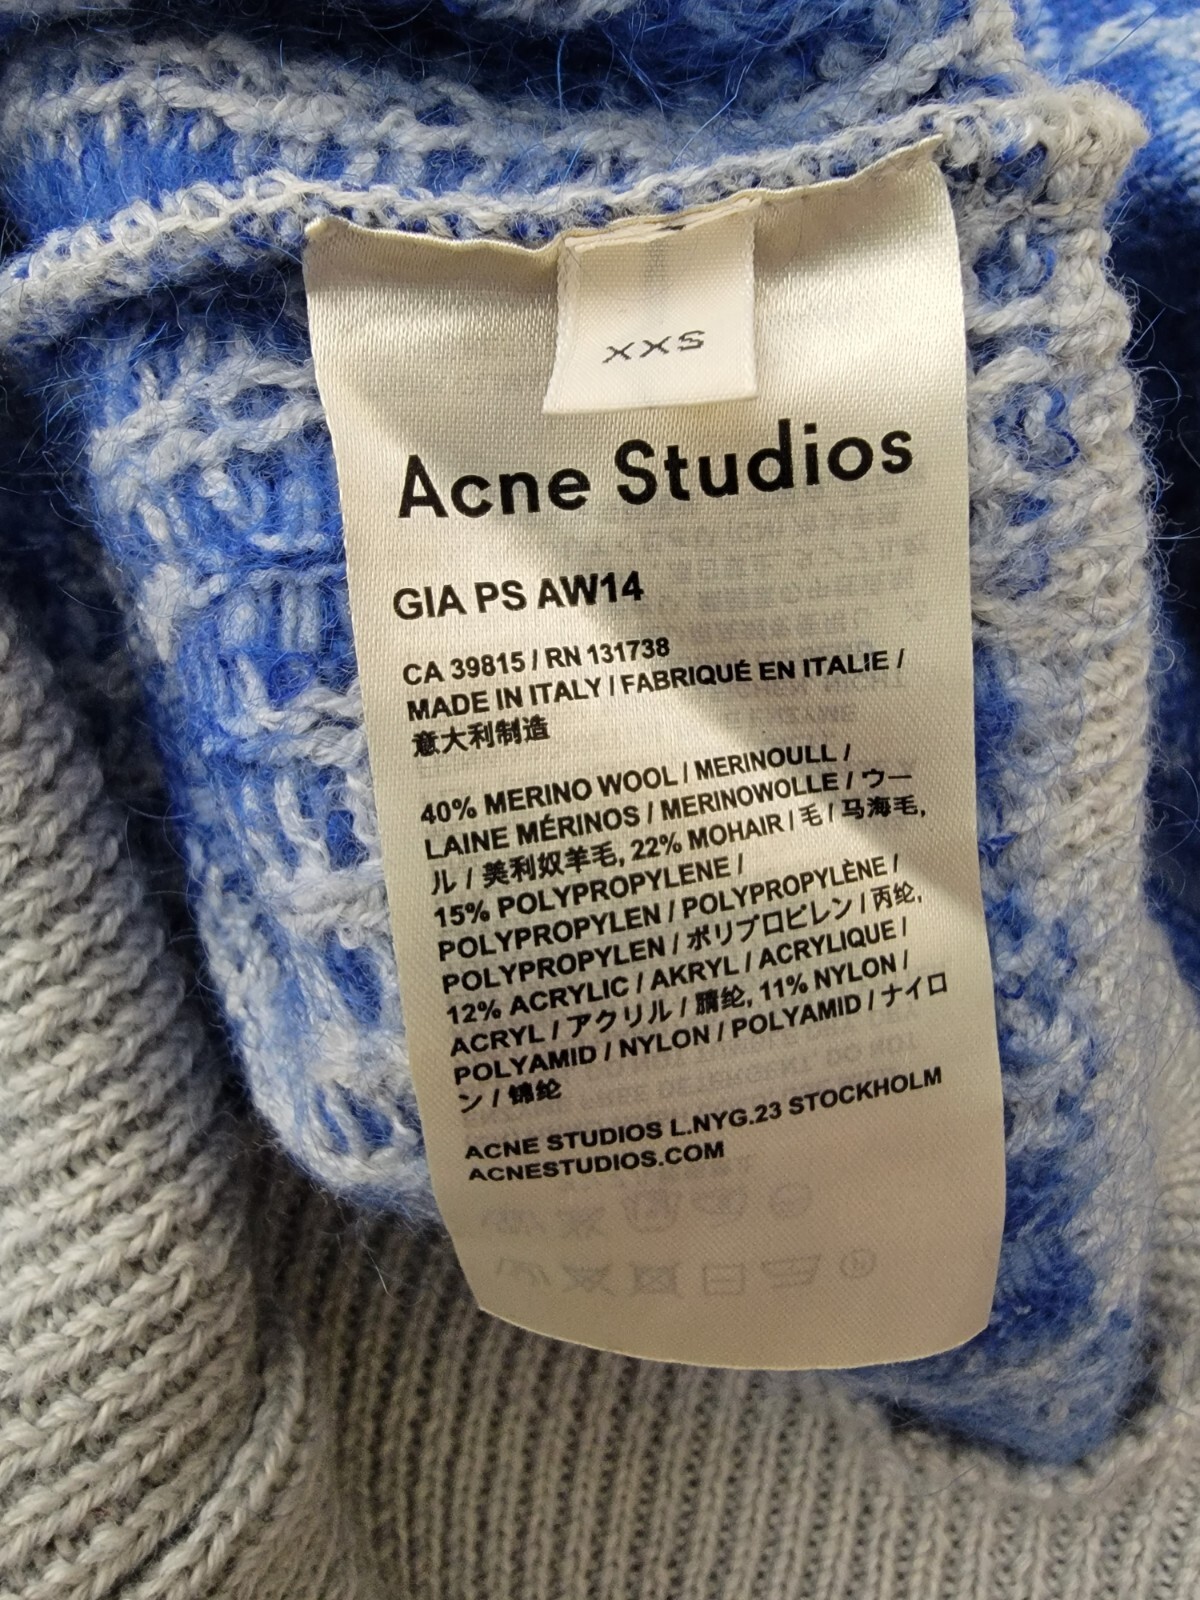 XXS
Acne Studios
GIA PS AW14
CA 39815 / RN 131738
MADE IN ITALY / FABRIQUÉ EN ITALIE /
意大利制造
40% MERINO WOOL / MERINOULL /
LAINE MÉRINOS / MERINOWOLLE / ウー
ル / 美利奴羊毛, 22% MOHAIR / 毛 / 马海毛,
15% POLYPROPYLENE /
POLYPROPYLEN / POLYPROPYLÈNE /
POLYPROPYLEN / ポリプロピレン / 丙纶,
12% ACRYLIC / AKRYL / ACRYLIQUE /
ACRYL / アクリル / 腈纶, 11% NYLON /
POLYAMID / NYLON / POLYAMID / ナイロ
ン / 锦纶
ACNE STUDIOS L.NYG.23 STOCKHOLM
ACNESTUDIOS.COM